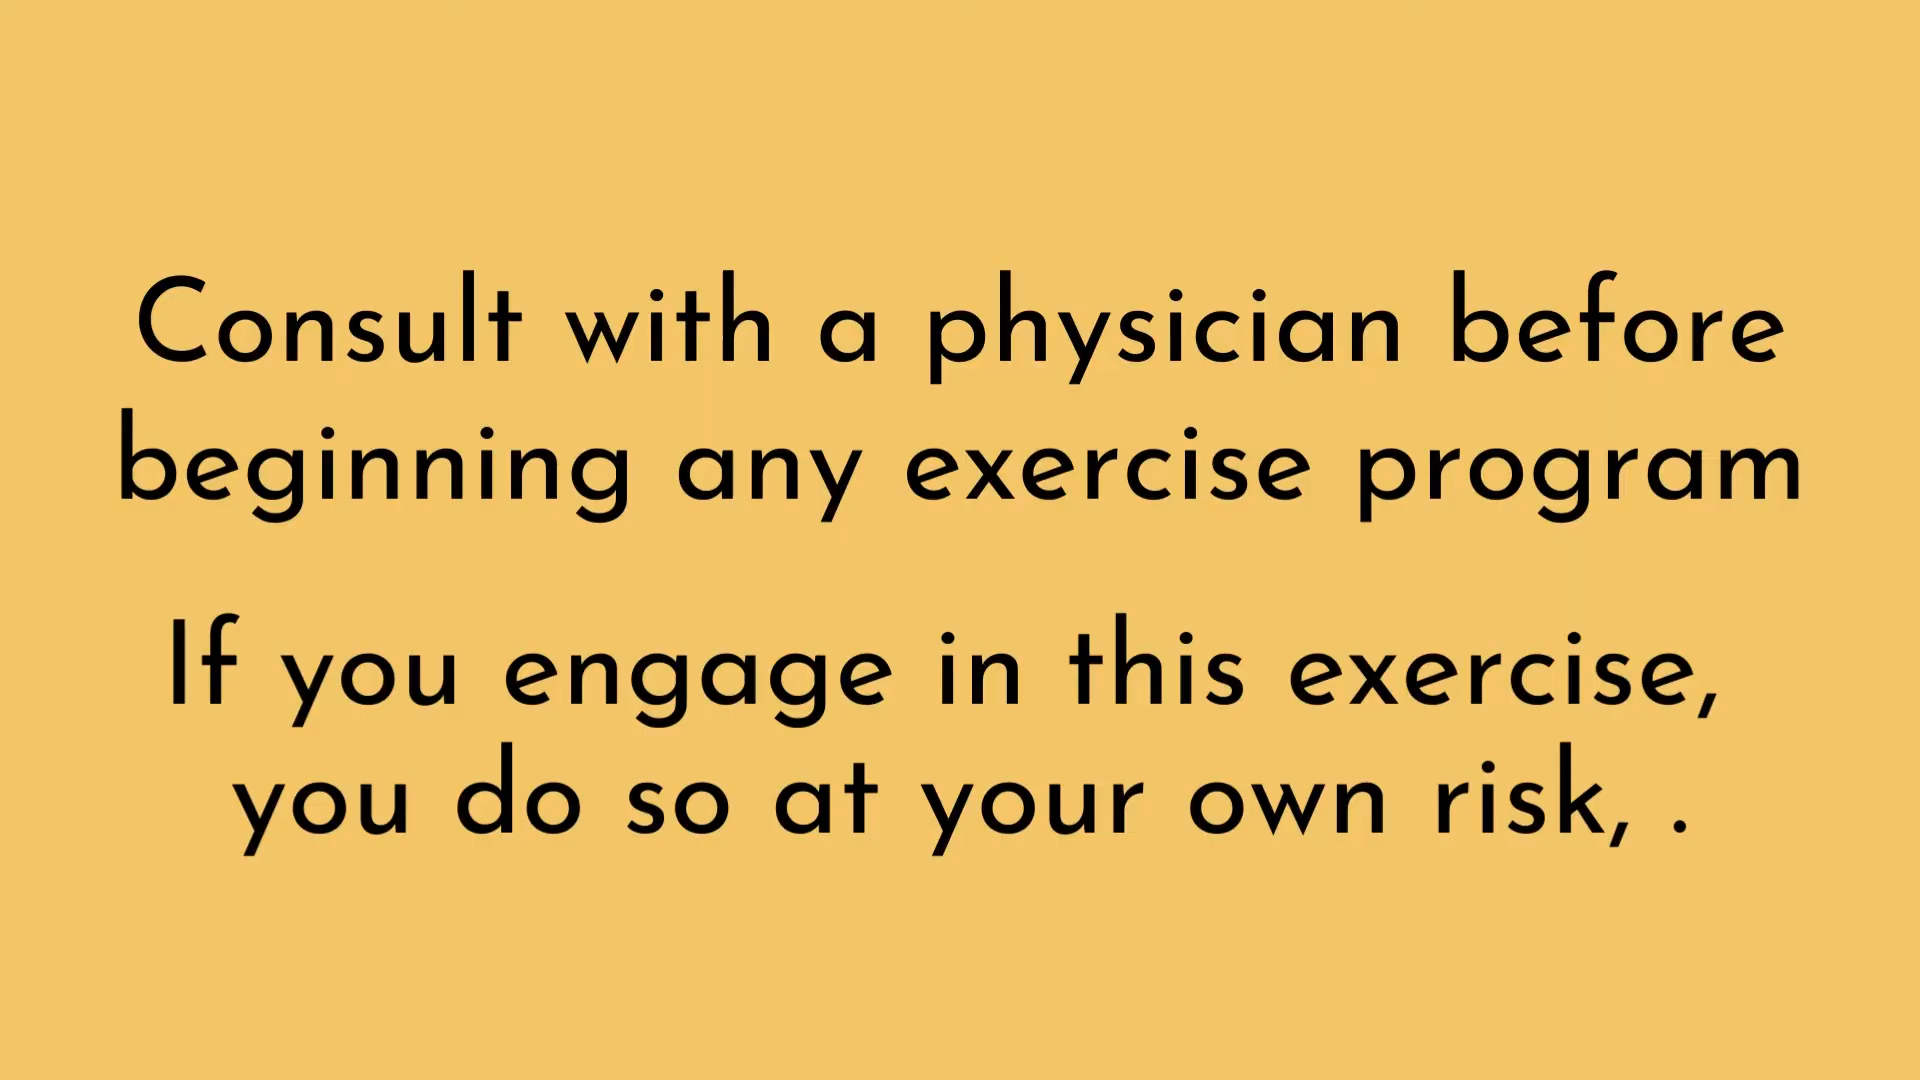 Consult with a physician before
beginning any exercise program
If you engage in this exercise,
you do so at your own risk, .